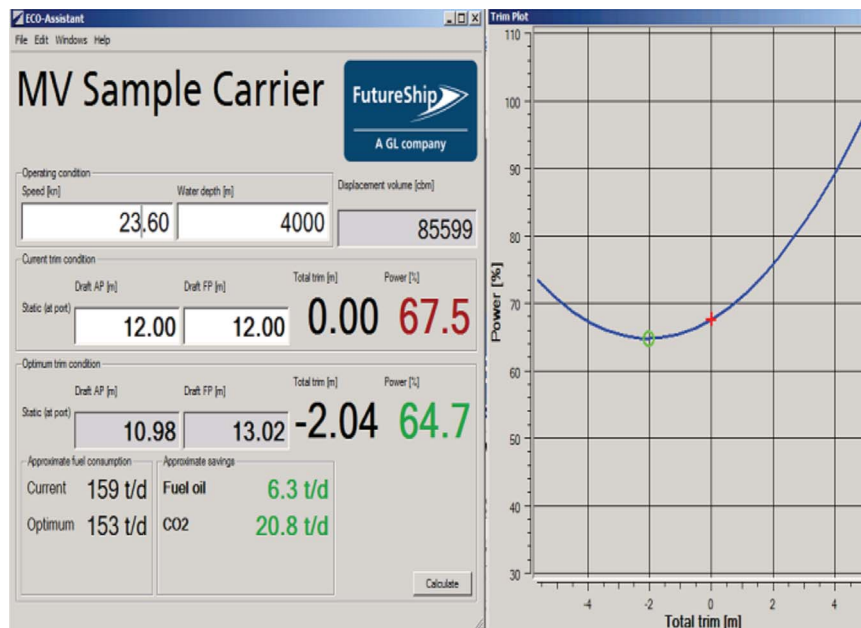 ECO-Assistant
File Edit Windows Help
MV Sample Carrier
FutureShip
A GL company
Operating condition
Speed [kn] Water depth [m] Displacement volume [cbm]
23.60 4000 85599
Current trim condition
Draft AP [m] Draft FP [m] Total trim [m] Power [%]
Static (at port) 12.00 12.00 0.00 67.5
Optimum trim condition
Draft AP [m] Draft FP [m] Total trim [m] Power [%]
Static (at port) 10.98 13.02 -2.04 64.7
Approximate fuel consumption Approximate savings
Current 159 t/d Fuel oil 6.3 t/d
Optimum 153 t/d CO2 20.8 t/d
Calculate
Trim Plot
110
100
90
80
70
60
50
40
30
Power [%]
-4 -2 0 2 4
Total trim [m]